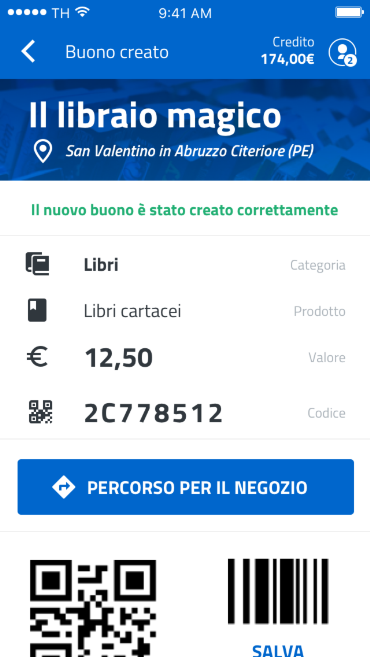 TH 9:41 AM
Buono creato
Credito
174,00€
2
Il libraio magico
San Valentino in Abruzzo Citeriore (PE)
Il nuovo buono è stato creato correttamente
Libri Categoria
Libri cartacei Prodotto
€ 12,50 Valore
2C778512 Codice
PERCORSO PER IL NEGOZIO
SALVA